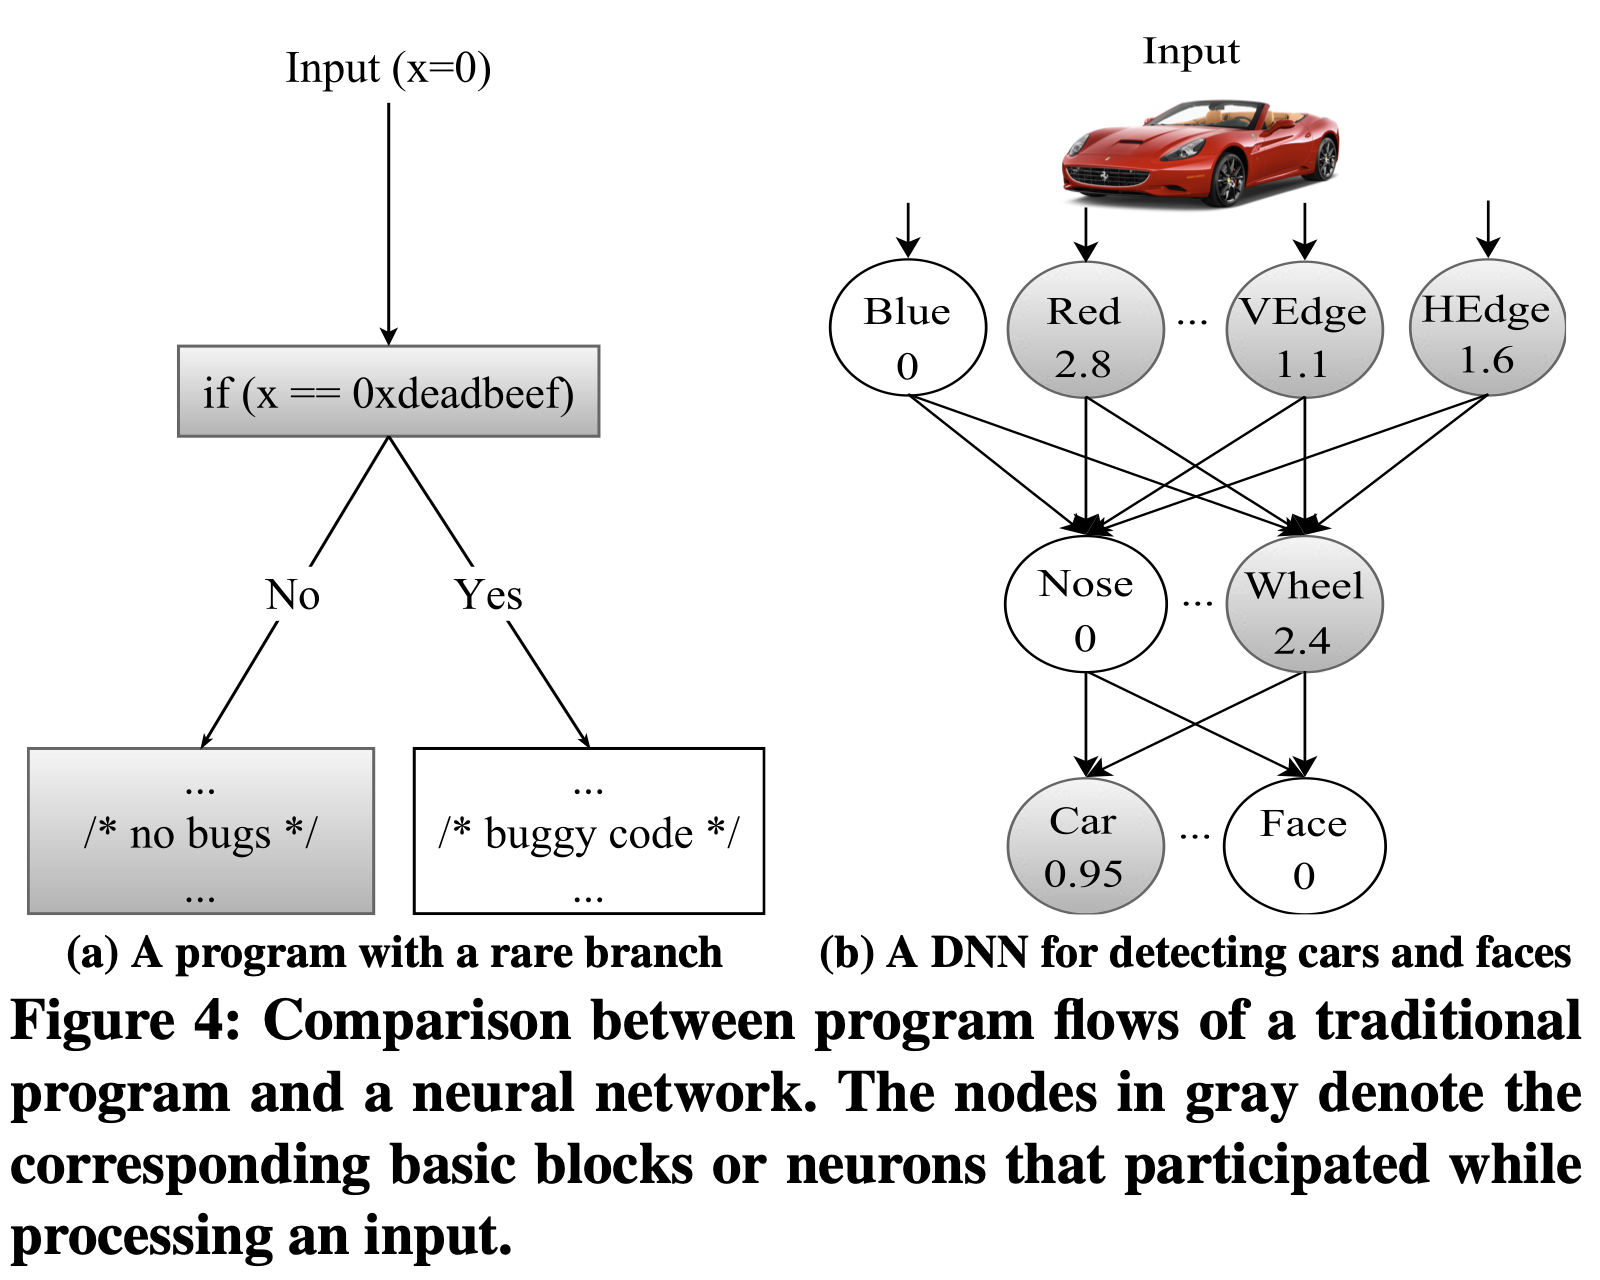 Input (x=0)
if (x == 0xdeadbeef)
No
Yes
...
/* no bugs */
...
...
/* buggy code */
...
(a) A program with a rare branch
Input
Blue
0
Red
2.8
...
VEdge
1.1
HEdge
1.6
Nose
0
...
Wheel
2.4
Car
0.95
...
Face
0
(b) A DNN for detecting cars and faces
Figure 4: Comparison between program flows of a traditional
program and a neural network. The nodes in gray denote the
corresponding basic blocks or neurons that participated while
processing an input.